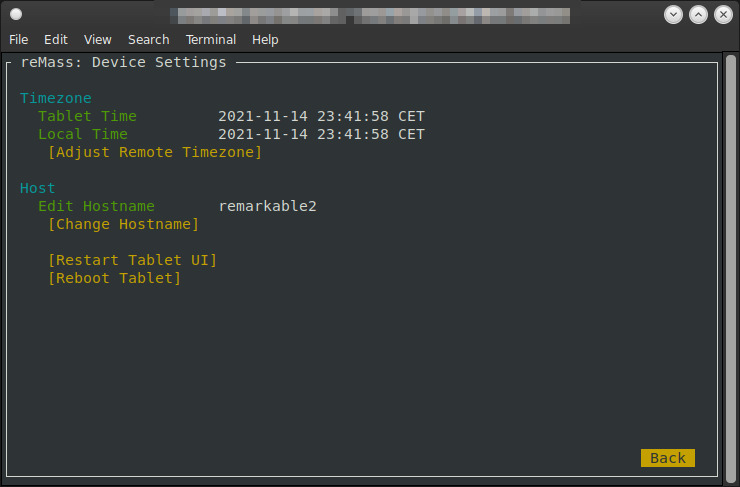 File Edit View Search Terminal Help
reMass: Device Settings
Timezone
Tablet Time 2021-11-14 23:41:58 CET
Local Time 2021-11-14 23:41:58 CET
[Adjust Remote Timezone]
Host
Edit Hostname remarkable2
[Change Hostname]
[Restart Tablet UI]
[Reboot Tablet]
Back